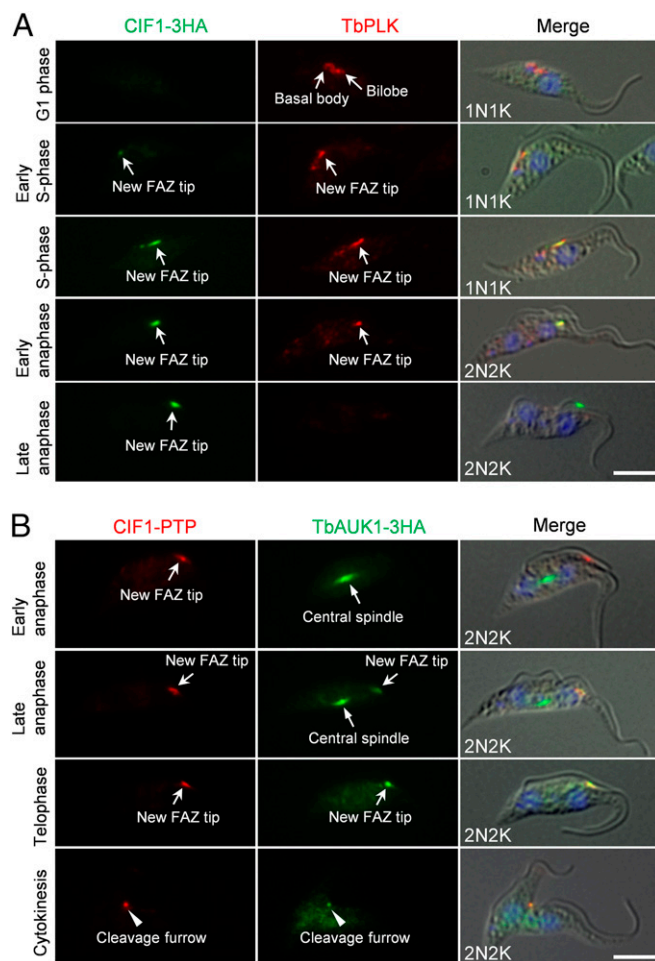 A
CIF1-3HA TbPLK Merge
G1 phase
Basal body
Bilobe
1N1K
Early
S-phase
New FAZ tip
New FAZ tip
1N1K
S-phase
New FAZ tip
New FAZ tip
1N1K
Early
anaphase
New FAZ tip
New FAZ tip
2N2K
Late
anaphase
New FAZ tip
2N2K
B
CIF1-PTP TbAUK1-3HA Merge
Early
anaphase
New FAZ tip
Central spindle
2N2K
Late
anaphase
New FAZ tip
New FAZ tip
Central spindle
2N2K
Telophase
New FAZ tip
New FAZ tip
2N2K
Cytokinesis
Cleavage furrow
Cleavage furrow
2N2K